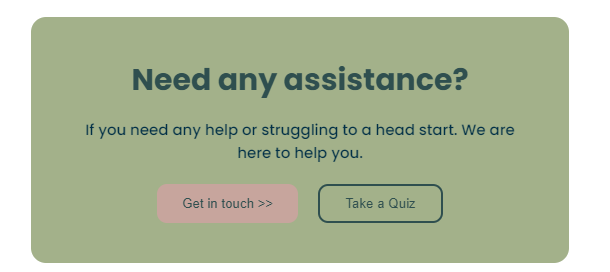 Need any assistance?
If you need any help or struggling to a head start. We are
here to help you.
Get in touch >>
Take a Quiz